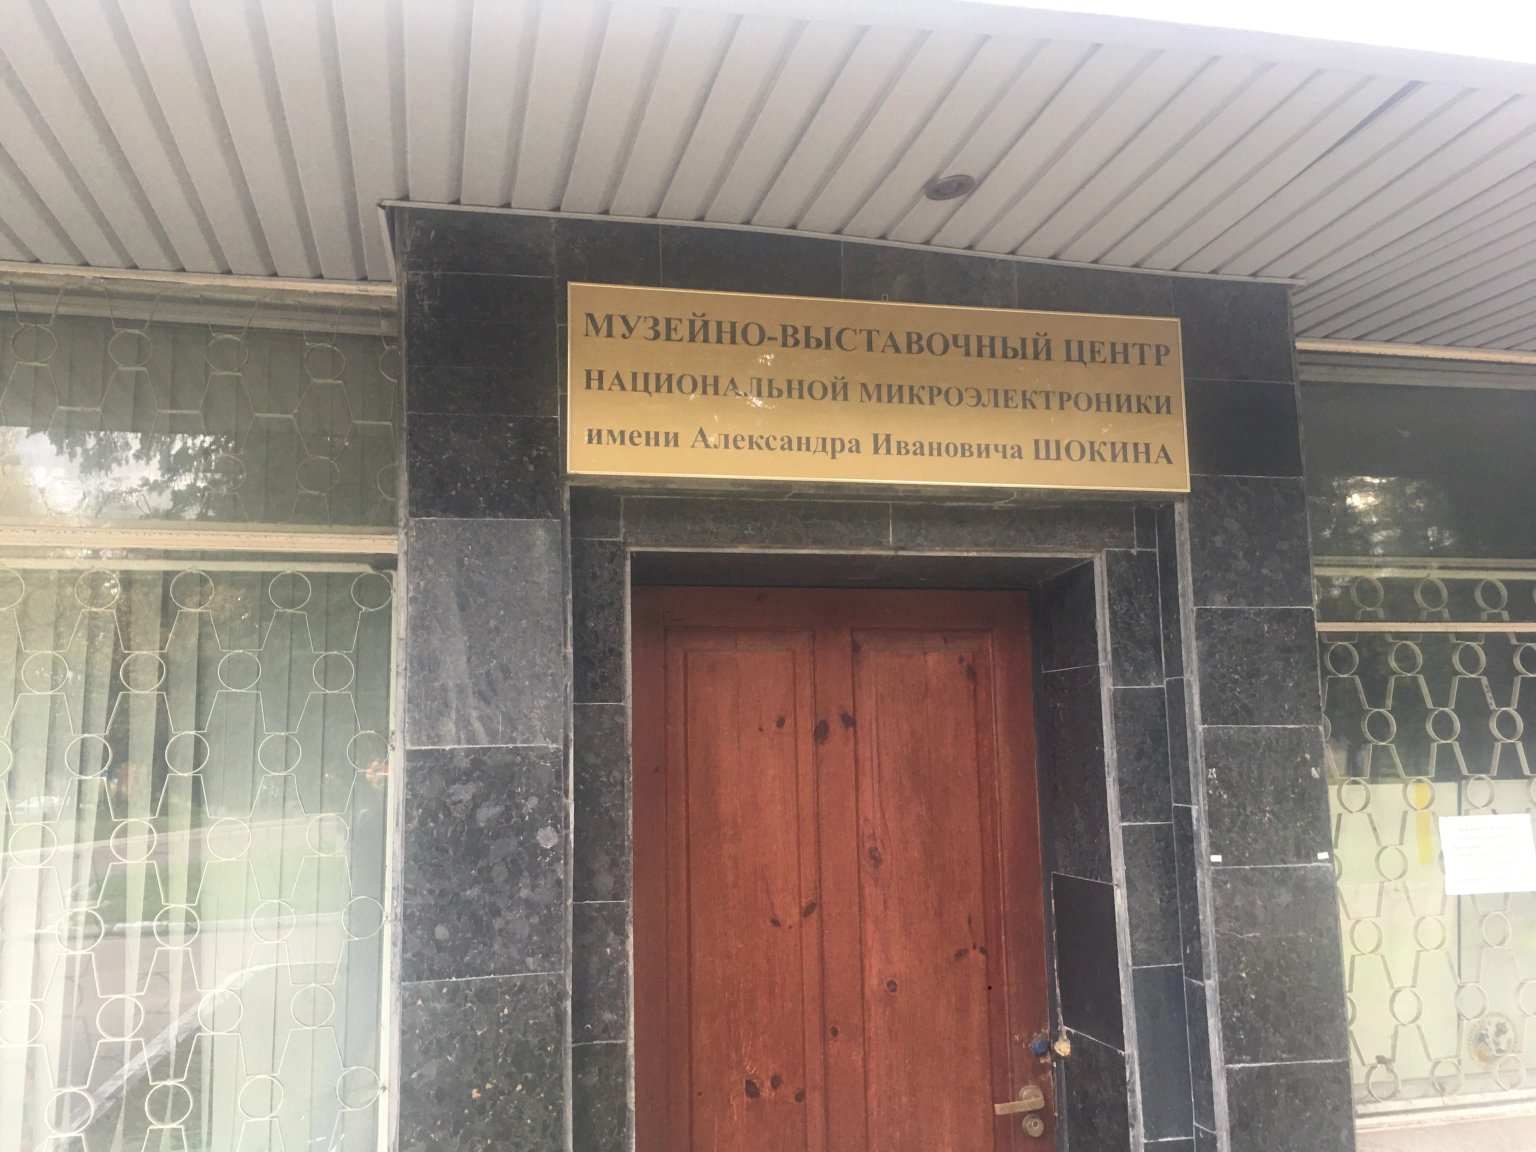 МУЗЕЙНО-ВЫСТАВОЧНЫЙ ЦЕНТР
НАЦИОНАЛЬНОЙ МИКРОЭЛЕКТРОНИКИ
имени Александра Ивановича ШОКИНА